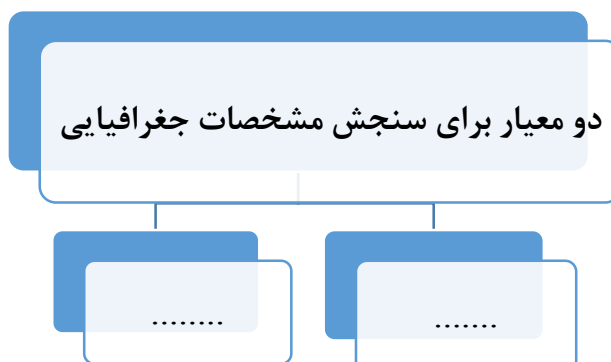 دو معیار برای سنجش مشخصات جغرافیایی
.......
........